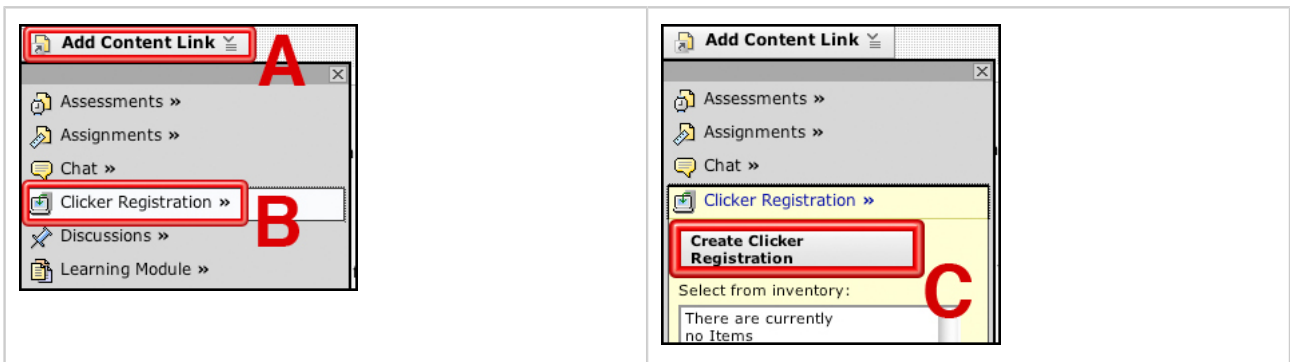 Add Content Link
A
Assessments »
Assignments »
Chat »
Clicker Registration »
B
Discussions »
Learning Module »
Add Content Link
Assessments »
Assignments »
Chat »
Clicker Registration »
Create Clicker
Registration
C
Select from inventory:
There are currently
no Items